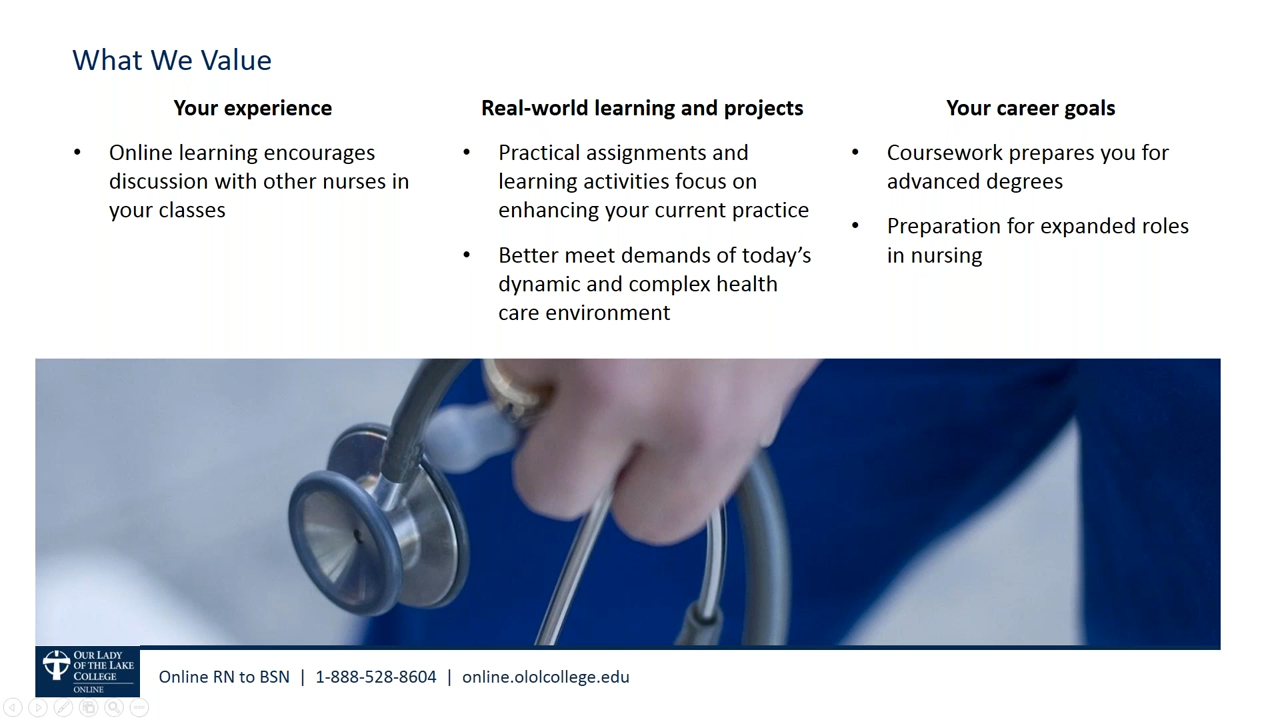 What We Value
Your experience
• Online learning encourages
discussion with other nurses in
your classes
Real-world learning and projects
• Practical assignments and
learning activities focus on
enhancing your current practice
• Better meet demands of today’s
dynamic and complex health
care environment
Your career goals
• Coursework prepares you for
advanced degrees
• Preparation for expanded roles
in nursing
OUR LADY
OF THE LAKE
COLLEGE
ONLINE
Online RN to BSN | 1-888-528-8604 | online.ololcollege.edu